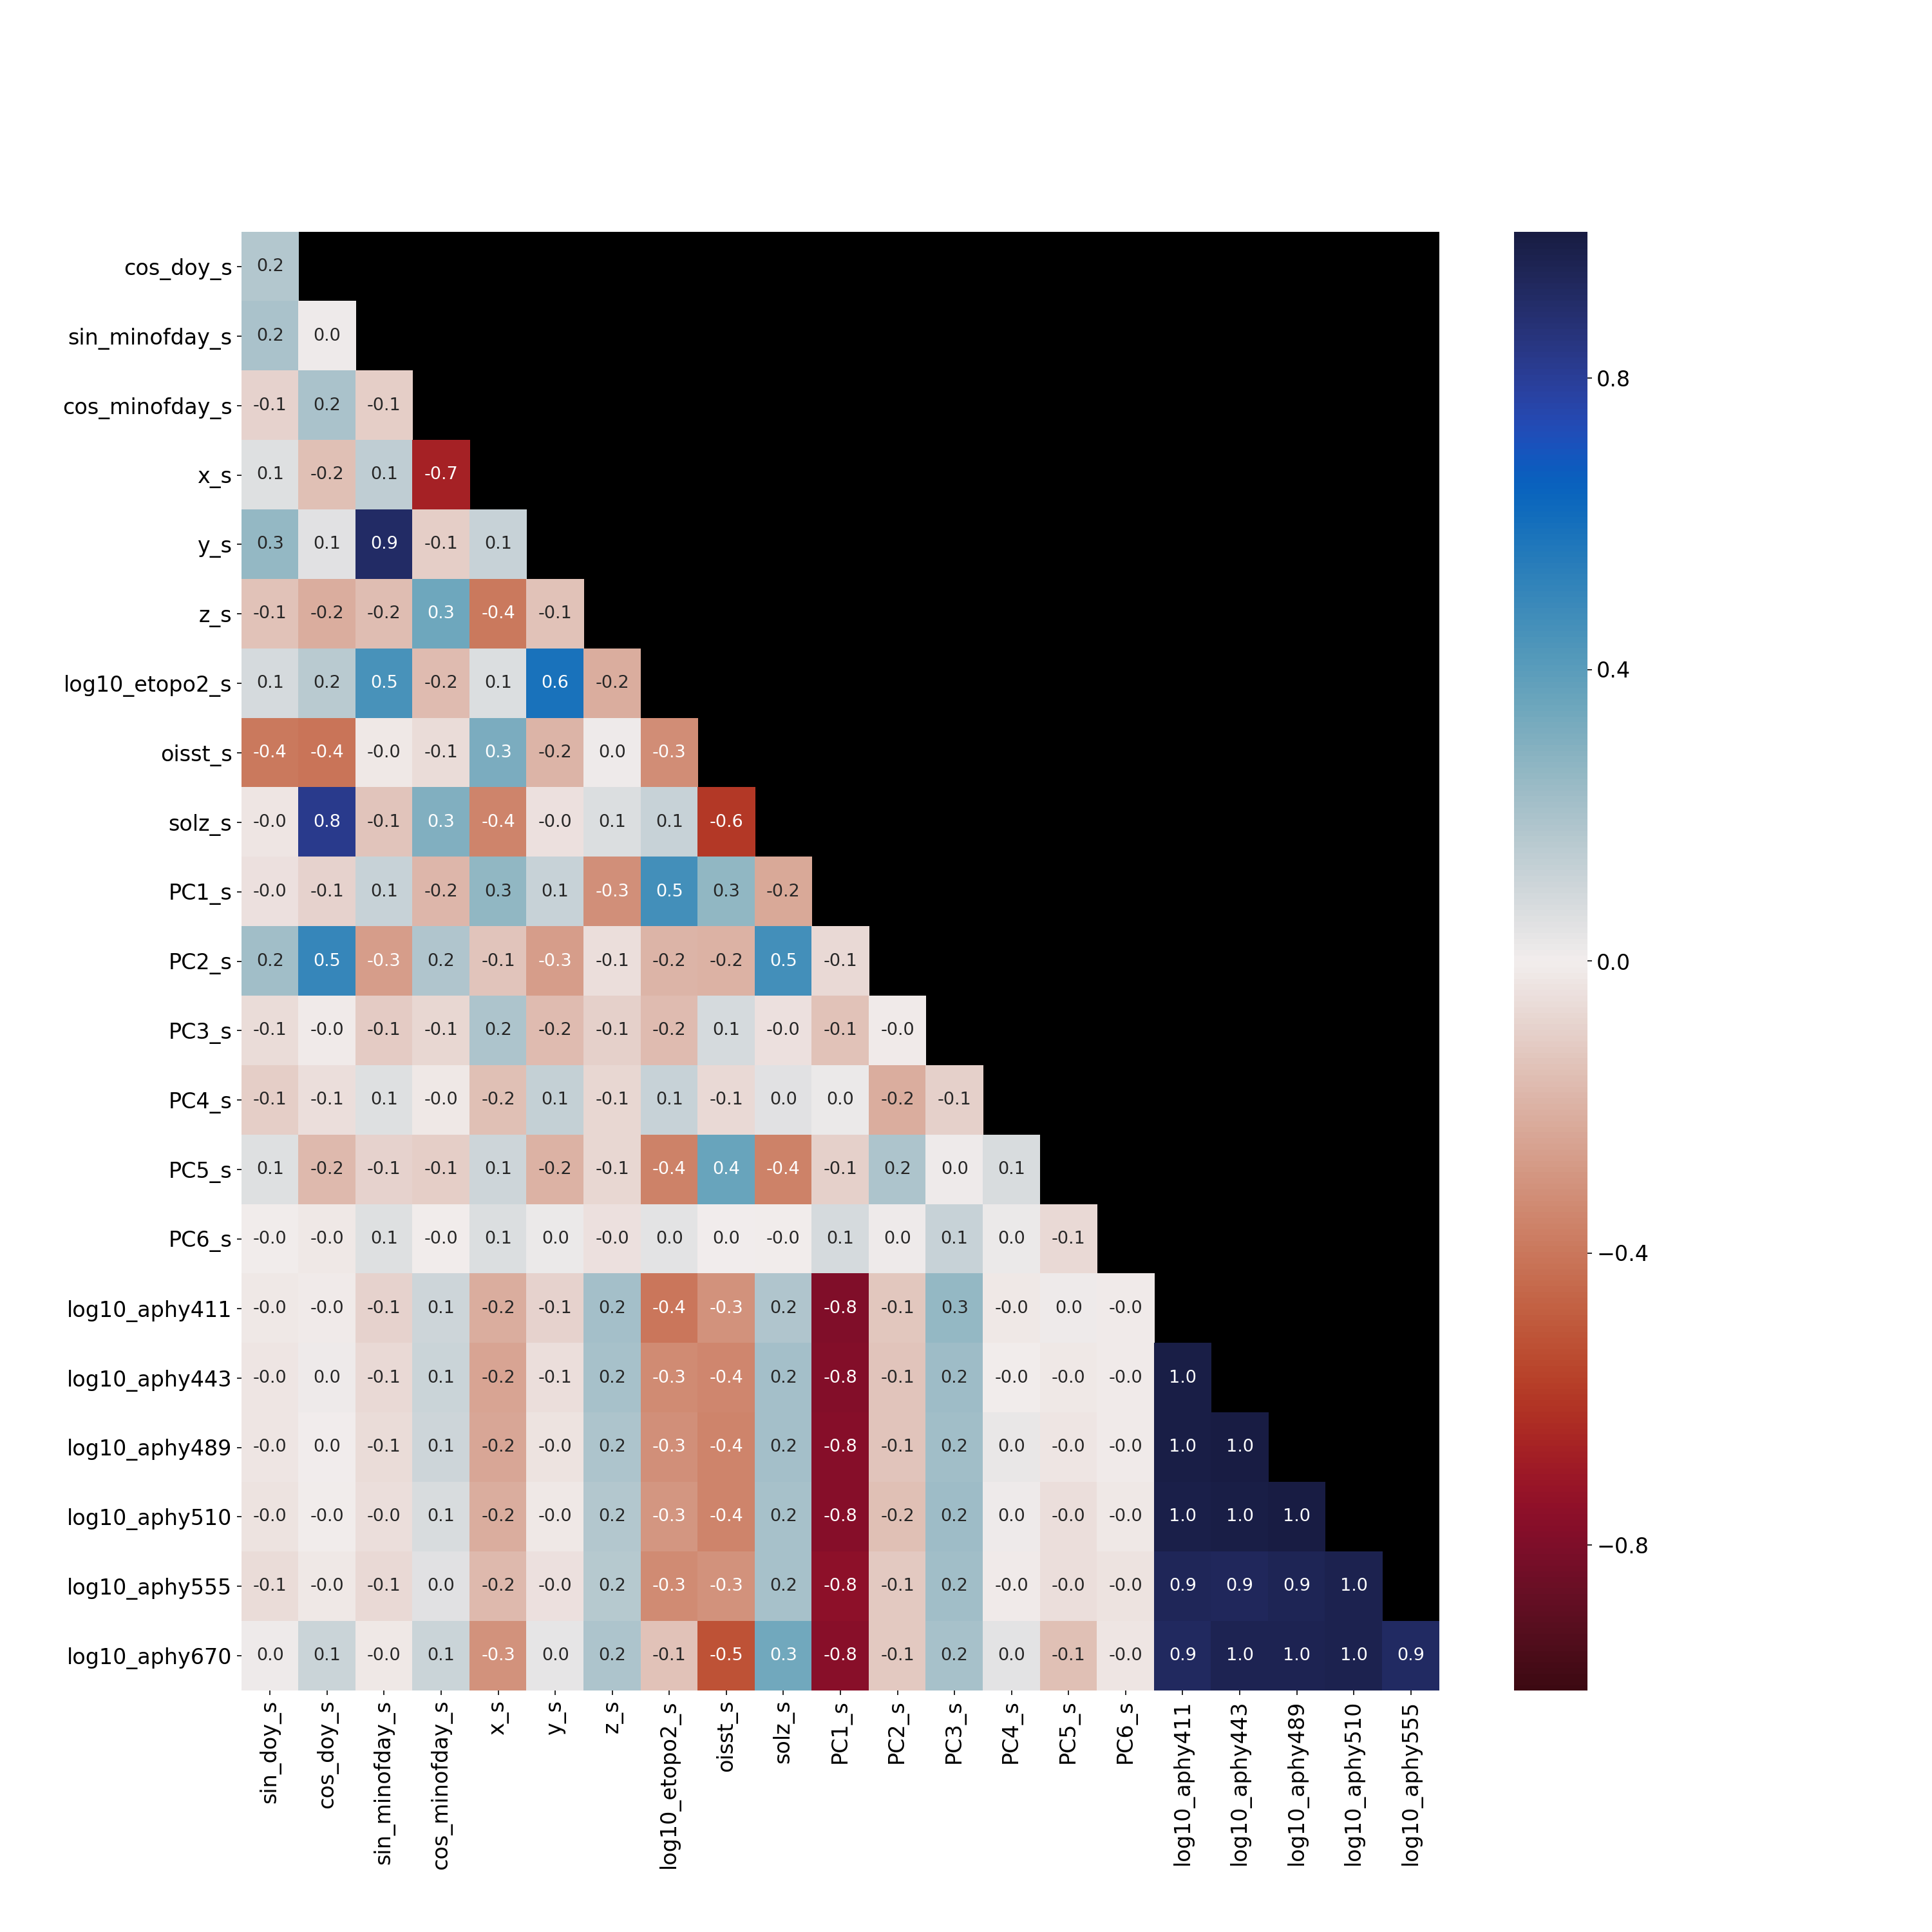 cos_doy_s 0.2
sin_minofday_s 0.2 0.0
cos_minofday_s -0.1 0.2 -0.1
x_s 0.1 -0.2 0.1 -0.7
y_s 0.3 0.1 0.9 -0.1 0.1
z_s -0.1 -0.2 -0.2 0.3 -0.4 -0.1
log10_etopo2_s 0.1 0.2 0.5 -0.2 0.1 0.6 -0.2
oisst_s -0.4 -0.4 -0.0 -0.1 0.3 -0.2 0.0 -0.3
solz_s -0.0 0.8 -0.1 0.3 -0.4 -0.0 0.1 0.1 -0.6
PC1_s -0.0 -0.1 0.1 -0.2 0.3 0.1 -0.3 0.5 0.3 -0.2
PC2_s 0.2 0.5 -0.3 0.2 -0.1 -0.3 -0.1 -0.2 -0.2 0.5 -0.1
PC3_s -0.1 -0.0 -0.1 -0.1 0.2 -0.2 -0.1 -0.2 0.1 -0.0 -0.1 -0.0
PC4_s -0.1 -0.1 0.1 -0.0 -0.2 0.1 -0.1 0.1 -0.1 0.0 0.0 -0.2 -0.1
PC5_s 0.1 -0.2 -0.1 -0.1 0.1 -0.2 -0.1 -0.4 0.4 -0.4 -0.1 0.2 0.0 0.1
PC6_s -0.0 -0.0 0.1 -0.0 0.1 0.0 -0.0 0.0 0.0 -0.0 0.1 0.0 0.1 0.0 -0.1
log10_aphy411 -0.0 -0.0 -0.1 0.1 -0.2 -0.1 0.2 -0.4 -0.3 0.2 -0.8 -0.1 0.3 -0.0 0.0 -0.0
log10_aphy443 -0.0 0.0 -0.1 0.1 -0.2 -0.1 0.2 -0.3 -0.4 0.2 -0.8 -0.1 0.2 -0.0 -0.0 -0.0 1.0
log10_aphy489 -0.0 0.0 -0.1 0.1 -0.2 -0.0 0.2 -0.3 -0.4 0.2 -0.8 -0.1 0.2 0.0 -0.0 -0.0 1.0 1.0
log10_aphy510 -0.0 -0.0 -0.0 0.1 -0.2 -0.0 0.2 -0.3 -0.4 0.2 -0.8 -0.2 0.2 0.0 -0.0 -0.0 1.0 1.0 1.0
log10_aphy555 -0.1 -0.0 -0.1 0.0 -0.2 -0.0 0.2 -0.3 -0.3 0.2 -0.8 -0.1 0.2 -0.0 -0.0 -0.0 0.9 0.9 0.9 1.0
log10_aphy670 0.0 0.1 -0.0 0.1 -0.3 0.0 0.2 -0.1 -0.5 0.3 -0.8 -0.1 0.2 0.0 -0.1 -0.0 0.9 1.0 1.0 1.0 0.9
sin_doy_s
cos_doy_s
sin_minofday_s
cos_minofday_s
x_s
y_s
z_s
log10_etopo2_s
oisst_s
solz_s
PC1_s
PC2_s
PC3_s
PC4_s
PC5_s
PC6_s
log10_aphy411
log10_aphy443
log10_aphy489
log10_aphy510
log10_aphy555
0.8
0.4
0.0
−0.4
−0.8